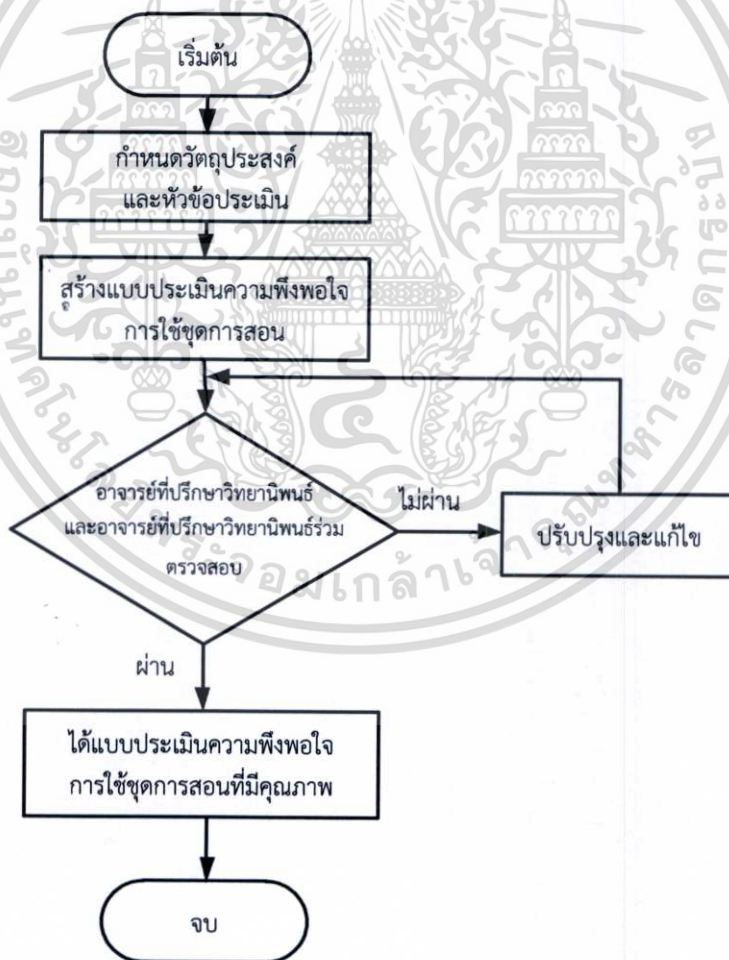 เริ่มต้น
กำหนดวัตถุประสงค์
และหัวข้อประเมิน
สร้างแบบประเมินความพึงพอใจ
การใช้ชุดการสอน
อาจารย์ที่ปรึกษาวิทยานิพนธ์
และอาจารย์ที่ปรึกษาวิทยานิพนธ์ร่วม
ตรวจสอบ
ไม่ผ่าน
ปรับปรุงและแก้ไข
ผ่าน
ได้แบบประเมินความพึงพอใจ
การใช้ชุดการสอนที่มีคุณภาพ
จบ